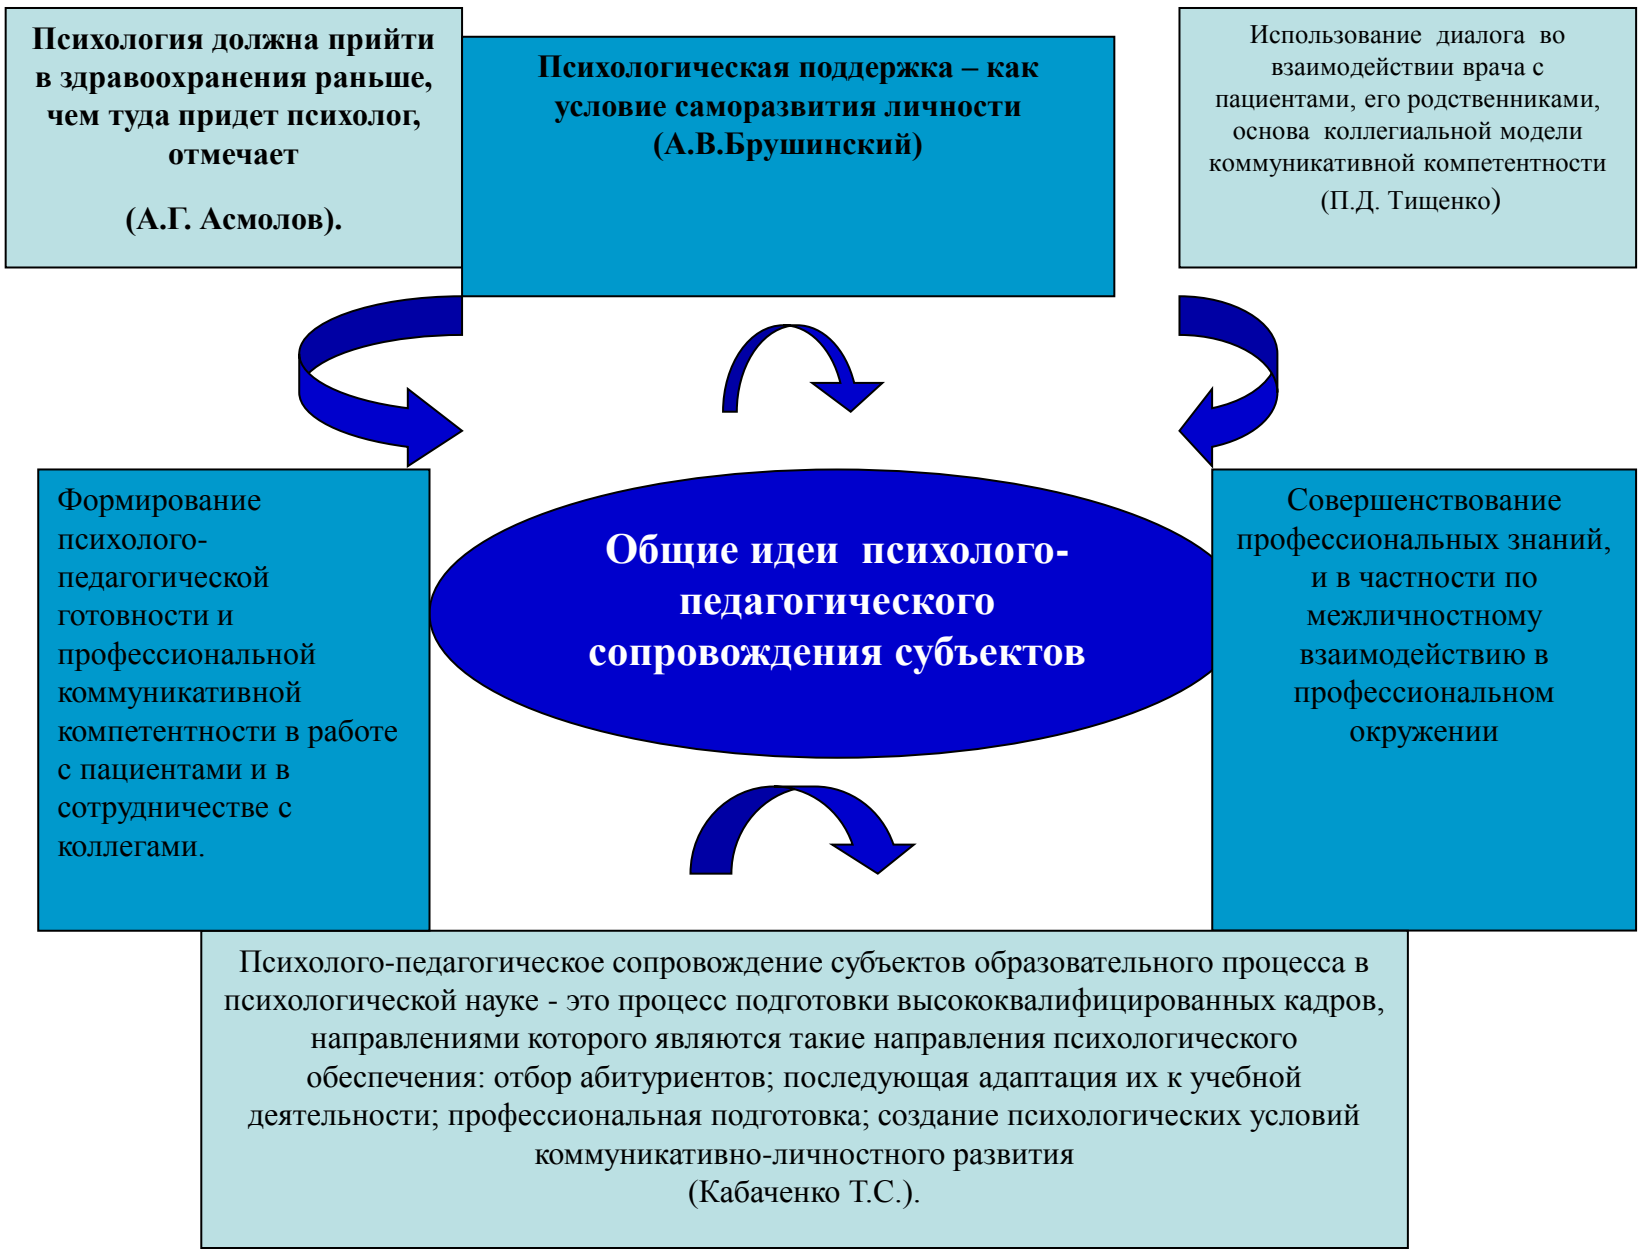 Психология должна прийти
в здравоохранения раньше,
чем туда придет психолог,
отмечает
(А.Г. Асмолов).
Психологическая поддержка – как
условие саморазвития личности
(А.В.Брушинский)
Использование диалога во
взаимодействии врача с
пациентами, его родственниками,
основа коллегиальной модели
коммуникативной компетентности
(П.Д. Тищенко)
Формирование
психолого-
педагогической
готовности и
профессиональной
коммуникативной
компетентности в работе
с пациентами и в
сотрудничестве с
коллегами.
Общие идеи психолого-
педагогического
сопровождения субъектов
Совершенствование
профессиональных знаний,
и в частности по
межличностному
взаимодействию в
профессиональном
окружении
Психолого-педагогическое сопровождение субъектов образовательного процесса в
психологической науке - это процесс подготовки высококвалифицированных кадров,
направлениями которого являются такие направления психологического
обеспечения: отбор абитуриентов; последующая адаптация их к учебной
деятельности; профессиональная подготовка; создание психологических условий
коммуникативно-личностного развития
(Кабаченко Т.С.).